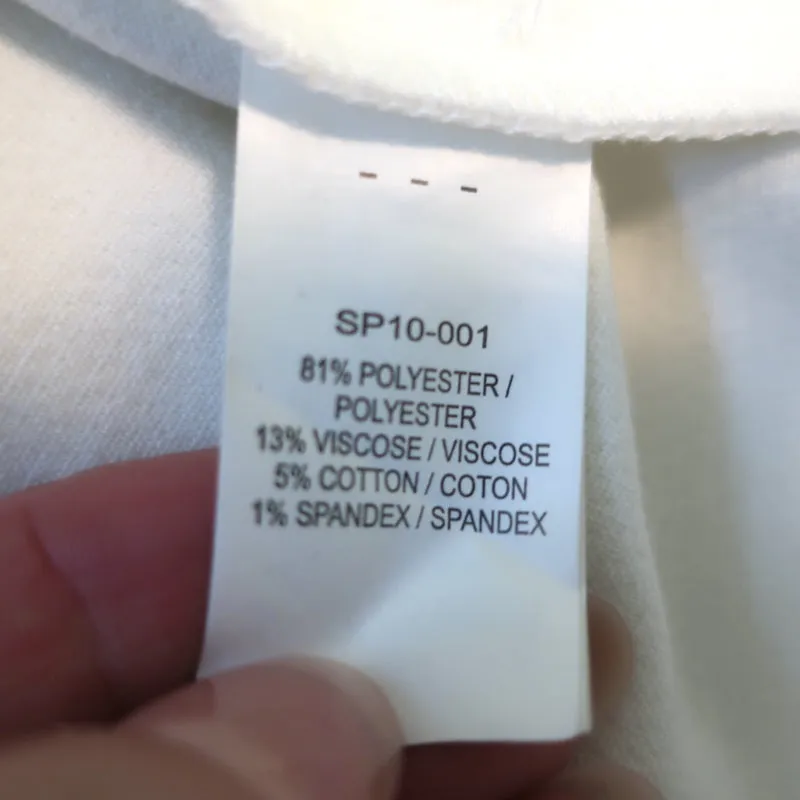 - - -
SP10-001
81% POLYESTER /
POLYESTER
13% VISCOSE / VISCOSE
5% COTTON / COTON
1% SPANDEX / SPANDEX